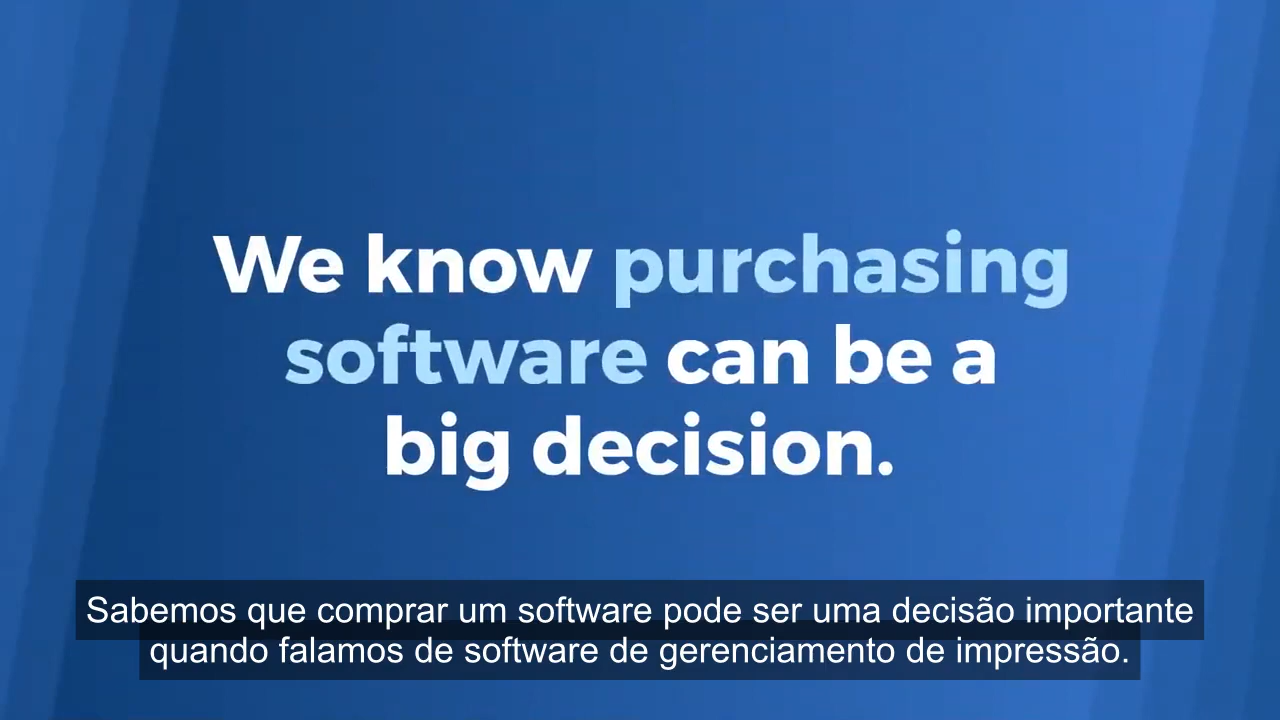 We know purchasing
software can be a
big decision.
Sabemos que comprar um software pode ser uma decisão importante
quando falamos de software de gerenciamento de impressão.